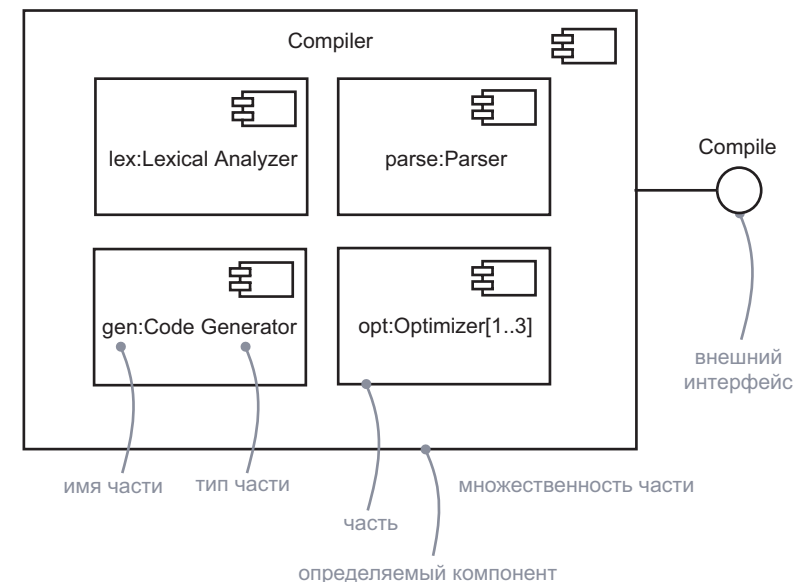 Compiler
lex:Lexical Analyzer
parse:Parser
Compile
gen:Code Generator
opt:Optimizer[1..3]
внешний
интерфейс
имя части
тип части
множественность части
часть
определяемый компонент